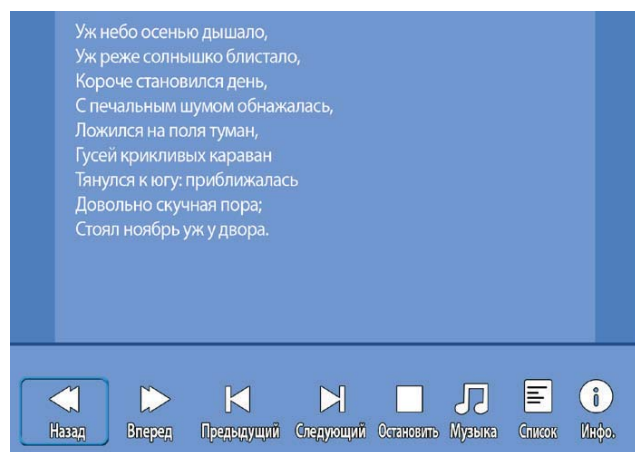 Уж небо осенью дышало,
Уж реже солнышко блистало,
Короче становился день,
С печальным шумом обнажалась,
Ложился на поля туман,
Гусей крикливых караван
Тянулся к югу: приближалась
Довольно скучная пора;
Стоял ноябрь уж у двора.
Назад Вперед Предыдущий Следующий Остановить Музыка Список Инфо.